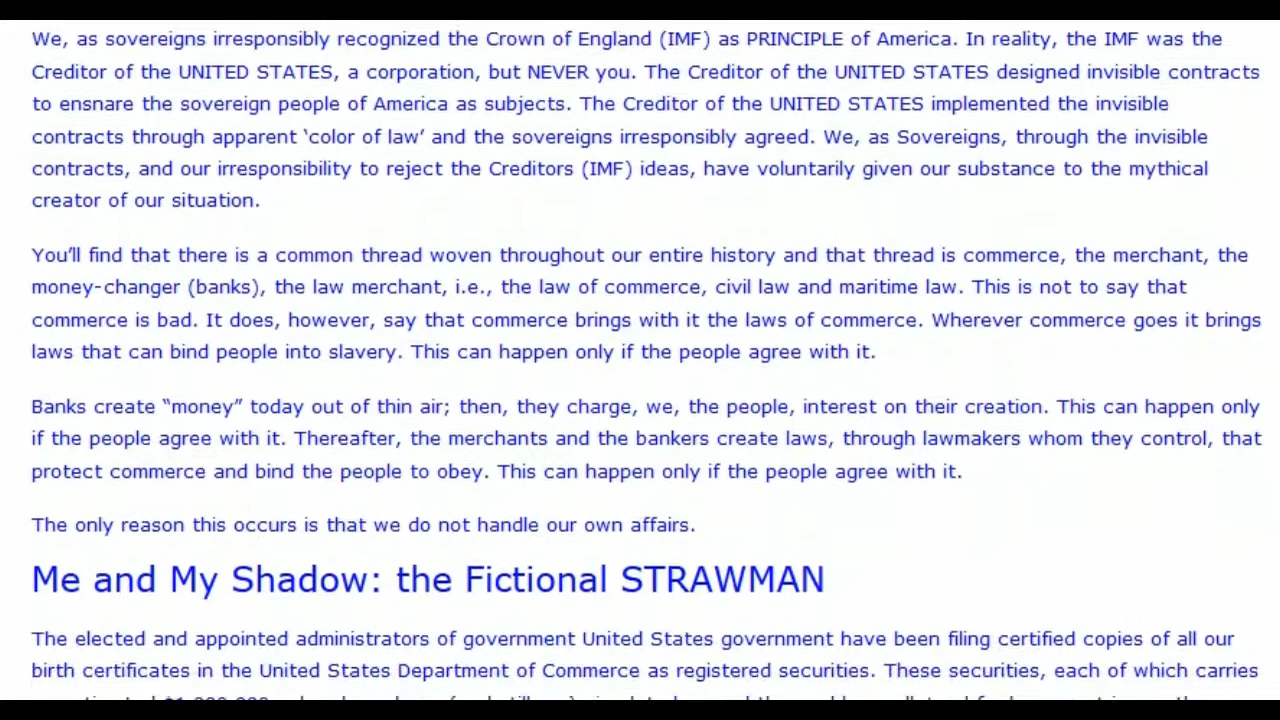 We, as sovereigns irresponsibly recognized the Crown of England (IMF) as PRINCIPLE of America. In reality, the IMF was the
Creditor of the UNITED STATES, a corporation, but NEVER you. The Creditor of the UNITED STATES designed invisible contracts
to ensnare the sovereign people of America as subjects. The Creditor of the UNITED STATES implemented the invisible
contracts through apparent ‘color of law’ and the sovereigns irresponsibly agreed. We, as Sovereigns, through the invisible
contracts, and our irresponsibility to reject the Creditors (IMF) ideas, have voluntarily given our substance to the mythical
creator of our situation.
You’ll find that there is a common thread woven throughout our entire history and that thread is commerce, the merchant, the
money-changer (banks), the law merchant, i.e., the law of commerce, civil law and maritime law. This is not to say that
commerce is bad. It does, however, say that commerce brings with it the laws of commerce. Wherever commerce goes it brings
laws that can bind people into slavery. This can happen only if the people agree with it.
Banks create “money” today out of thin air; then, they charge, we, the people, interest on their creation. This can happen only
if the people agree with it. Thereafter, the merchants and the bankers create laws, through lawmakers whom they control, that
protect commerce and bind the people to obey. This can happen only if the people agree with it.
The only reason this occurs is that we do not handle our own affairs.
Me and My Shadow: the Fictional STRAWMAN
The elected and appointed administrators of government United States government have been filing certified copies of all our
birth certificates in the United States Department of Commerce as registered securities. These securities, each of which carries